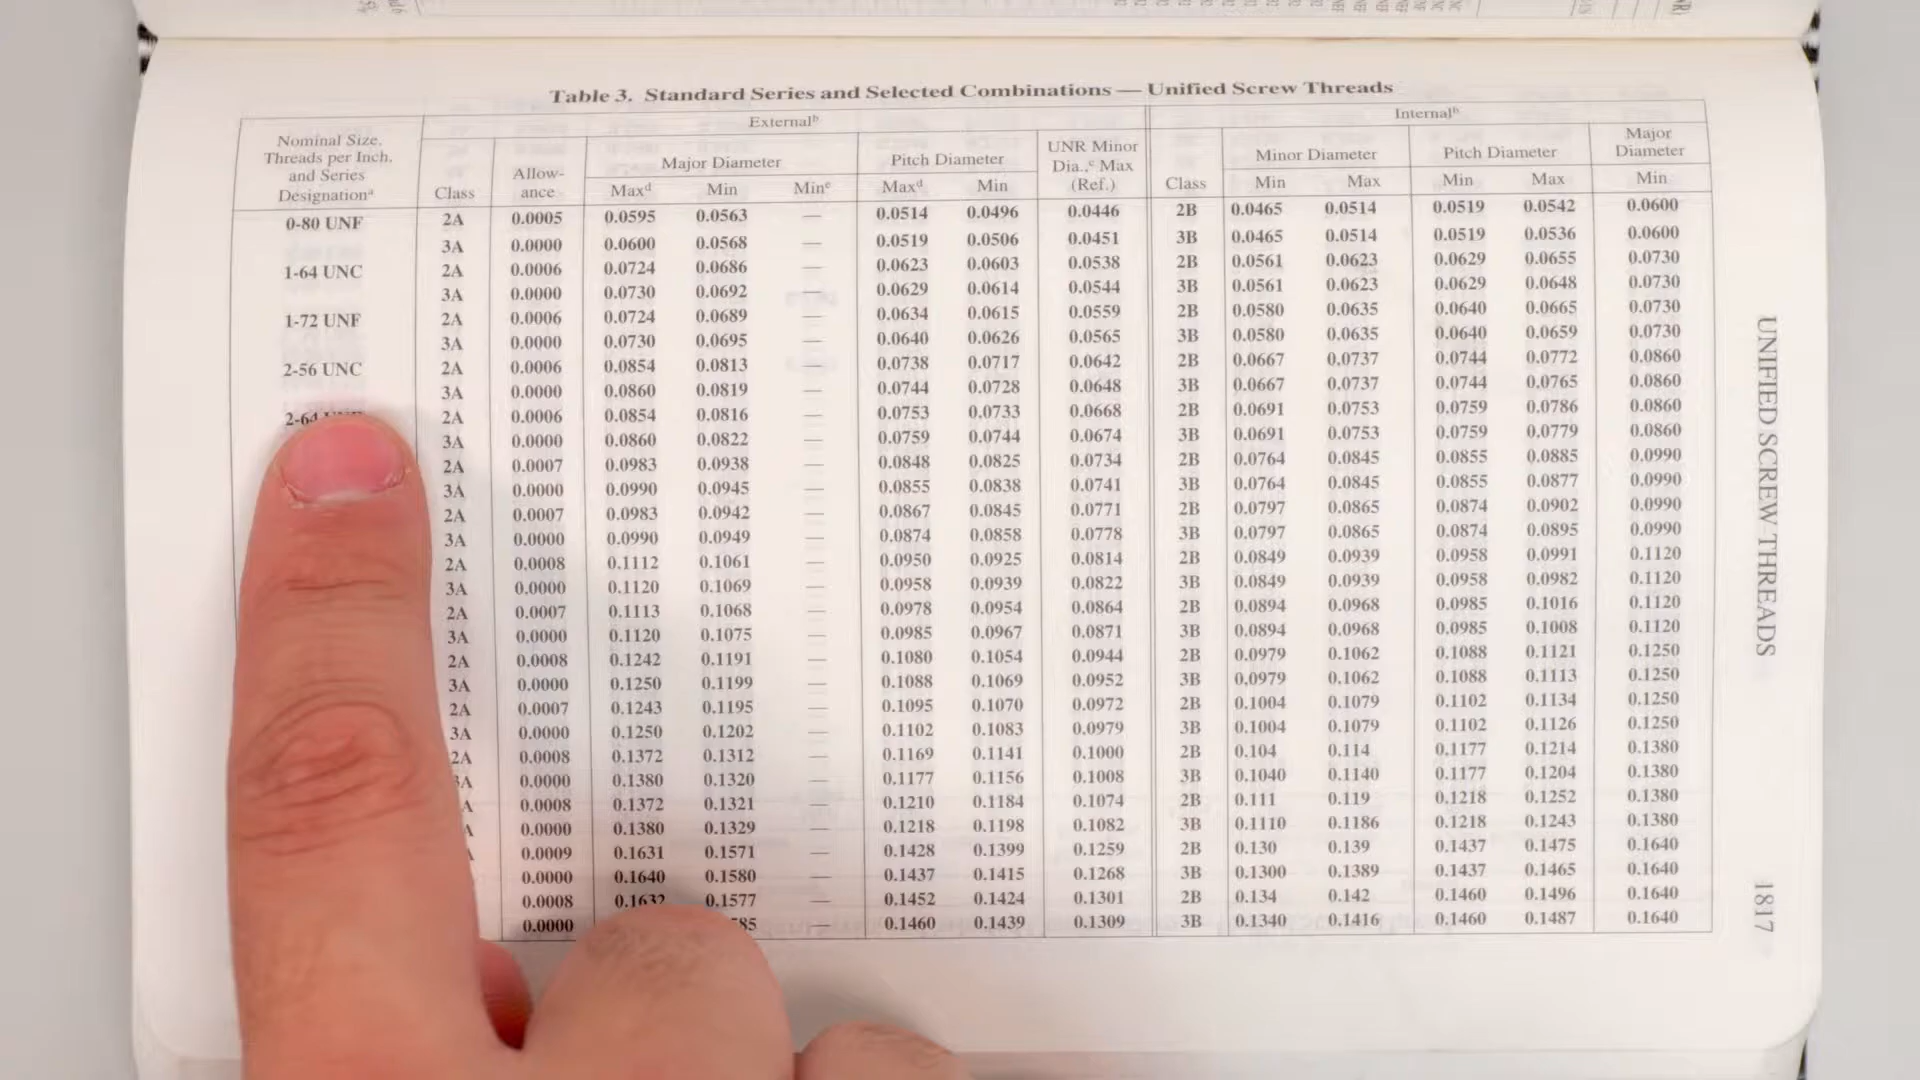 Table 3. Standard Series and Selected Combinations — Unified Screw Threads
Nominal Size, Threads per Inch, and Series Designationᵃ
Externalᵇ
Internalᵇ
Class Allow-ance Major Diameter Pitch Diameter UNR Minor Dia.,ᶜ Max (Ref.) Class Minor Diameter Pitch Diameter Major Diameter
Maxᵈ Min Minᵉ Maxᵈ Min Min Max Min Max Min
0-80 UNF 2A 0.0005 0.0595 0.0563 — 0.0514 0.0496 0.0446 2B 0.0465 0.0514 0.0519 0.0542 0.0600
3A 0.0000 0.0600 0.0568 — 0.0519 0.0506 0.0451 3B 0.0465 0.0514 0.0519 0.0536 0.0600
1-64 UNC 2A 0.0006 0.0724 0.0686 — 0.0623 0.0603 0.0538 2B 0.0561 0.0623 0.0629 0.0655 0.0730
3A 0.0000 0.0730 0.0692 — 0.0629 0.0614 0.0544 3B 0.0561 0.0623 0.0629 0.0648 0.0730
1-72 UNF 2A 0.0006 0.0724 0.0689 — 0.0634 0.0615 0.0559 2B 0.0580 0.0635 0.0640 0.0665 0.0730
3A 0.0000 0.0730 0.0695 — 0.0640 0.0626 0.0565 3B 0.0580 0.0635 0.0640 0.0659 0.0730
2-56 UNC 2A 0.0006 0.0854 0.0813 — 0.0738 0.0717 0.0642 2B 0.0667 0.0737 0.0744 0.0772 0.0860
3A 0.0000 0.0860 0.0819 — 0.0744 0.0728 0.0648 3B 0.0667 0.0737 0.0744 0.0765 0.0860
2-64 2A 0.0006 0.0854 0.0816 — 0.0753 0.0733 0.0668 2B 0.0691 0.0753 0.0759 0.0786 0.0860
3A 0.0000 0.0860 0.0822 — 0.0759 0.0744 0.0674 3B 0.0691 0.0753 0.0759 0.0779 0.0860
2A 0.0007 0.0983 0.0938 — 0.0848 0.0825 0.0734 2B 0.0764 0.0845 0.0855 0.0885 0.0990
3A 0.0000 0.0990 0.0945 — 0.0855 0.0838 0.0741 3B 0.0764 0.0845 0.0855 0.0877 0.0990
2A 0.0007 0.0983 0.0942 — 0.0867 0.0845 0.0771 2B 0.0797 0.0865 0.0874 0.0902 0.0990
3A 0.0000 0.0990 0.0949 — 0.0874 0.0858 0.0778 3B 0.0797 0.0865 0.0874 0.0895 0.0990
2A 0.0008 0.1112 0.1061 — 0.0950 0.0925 0.0814 2B 0.0849 0.0939 0.0958 0.0991 0.1120
3A 0.0000 0.1120 0.1069 — 0.0958 0.0939 0.0822 3B 0.0849 0.0939 0.0958 0.0982 0.1120
2A 0.0007 0.1113 0.1068 — 0.0978 0.0954 0.0864 2B 0.0894 0.0968 0.0985 0.1016 0.1120
3A 0.0000 0.1120 0.1075 — 0.0985 0.0967 0.0871 3B 0.0894 0.0968 0.0985 0.1008 0.1120
2A 0.0008 0.1242 0.1191 — 0.1080 0.1054 0.0944 2B 0.0979 0.1062 0.1088 0.1121 0.1250
3A 0.0000 0.1250 0.1199 — 0.1088 0.1069 0.0952 3B 0.0979 0.1062 0.1088 0.1113 0.1250
2A 0.0007 0.1243 0.1195 — 0.1095 0.1070 0.0972 2B 0.1004 0.1079 0.1102 0.1134 0.1250
3A 0.0000 0.1250 0.1202 — 0.1102 0.1083 0.0979 3B 0.1004 0.1079 0.1102 0.1126 0.1250
2A 0.0008 0.1372 0.1312 — 0.1169 0.1141 0.1000 2B 0.104 0.114 0.1177 0.1214 0.1380
3A 0.0000 0.1380 0.1320 — 0.1177 0.1156 0.1008 3B 0.1040 0.1140 0.1177 0.1204 0.1380
A 0.0008 0.1372 0.1321 — 0.1210 0.1184 0.1074 2B 0.111 0.119 0.1218 0.1252 0.1380
A 0.0000 0.1380 0.1329 — 0.1218 0.1198 0.1082 3B 0.1110 0.1186 0.1218 0.1243 0.1380
0.0009 0.1631 0.1571 — 0.1428 0.1399 0.1259 2B 0.130 0.139 0.1437 0.1475 0.1640
0.0000 0.1640 0.1580 — 0.1437 0.1415 0.1268 3B 0.1300 0.1389 0.1437 0.1465 0.1640
0.0008 0.1632 0.1577 — 0.1452 0.1424 0.1301 2B 0.134 0.142 0.1460 0.1496 0.1640
0.0000 585 — 0.1460 0.1439 0.1309 3B 0.1340 0.1416 0.1460 0.1487 0.1640
UNIFIED SCREW THREADS
1817